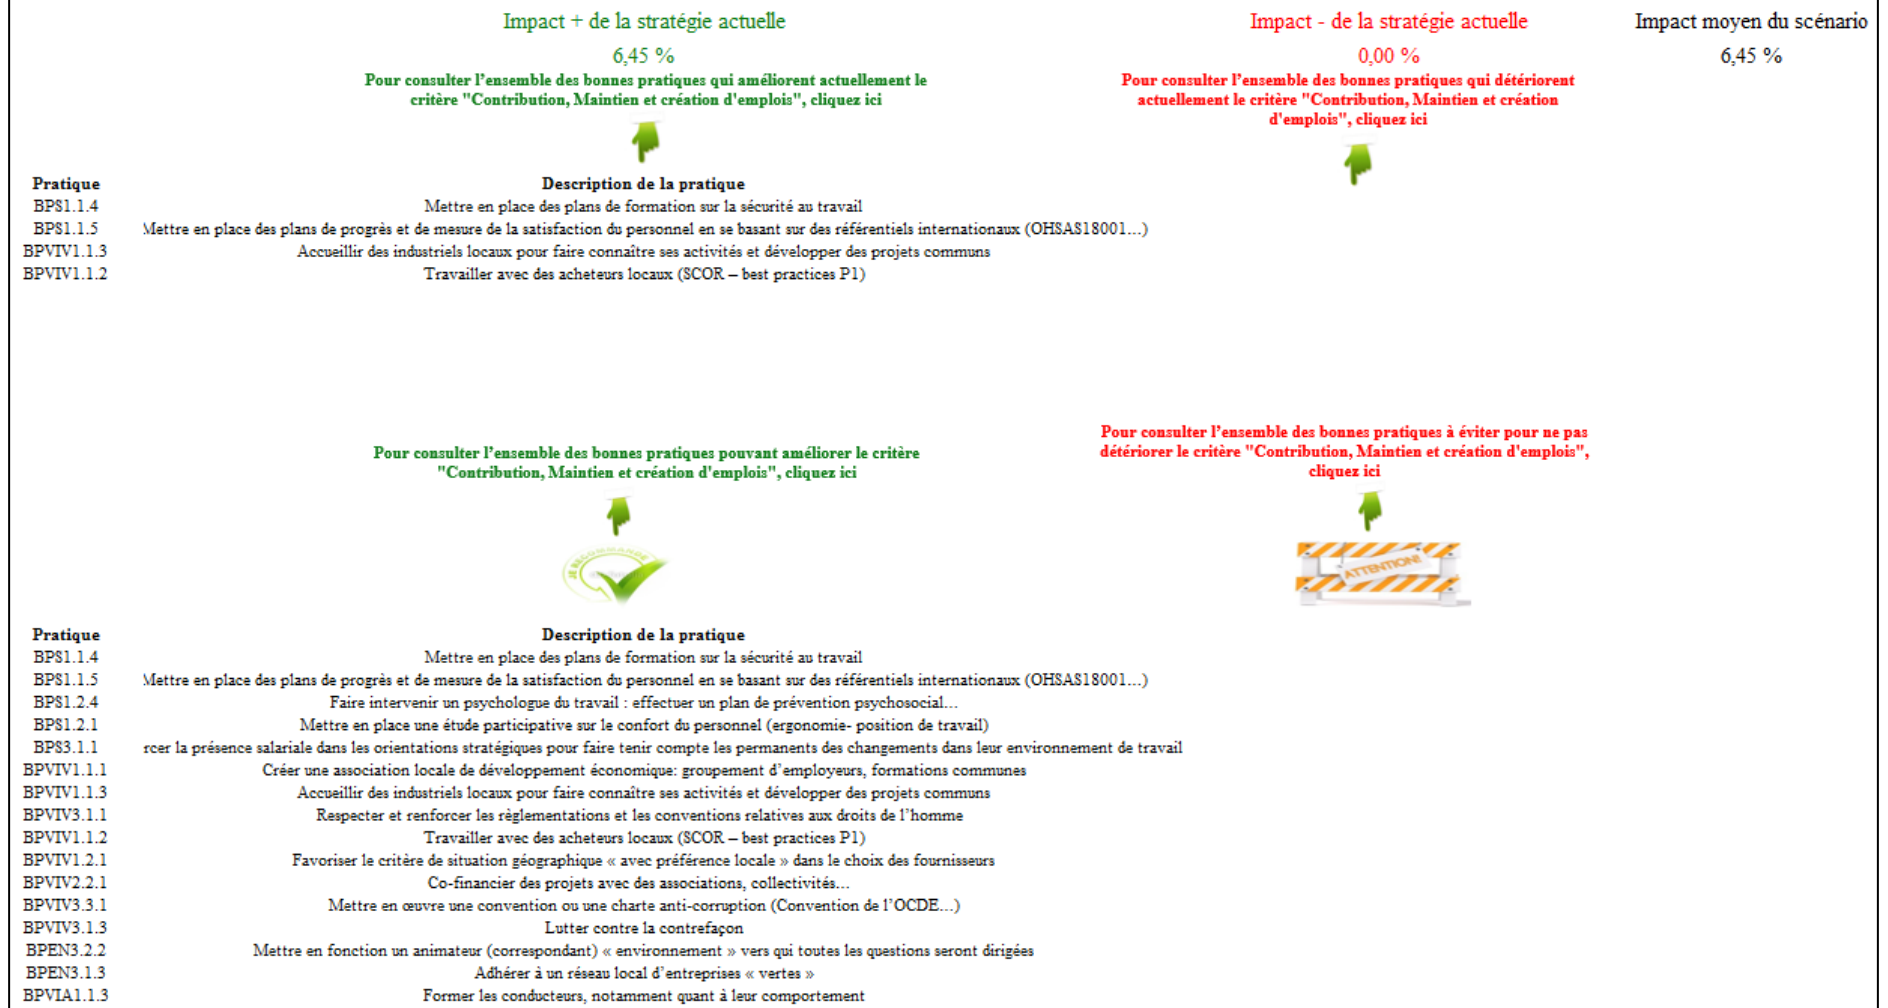 Impact + de la stratégie actuelle
Impact - de la stratégie actuelle
Impact moyen du scénario
6,45 %
0,00 %
6,45 %
Pour consulter l'ensemble des bonnes pratiques qui améliorent actuellement le
critère "Contribution, Maintien et création d'emplois", cliquez ici
Pour consulter l'ensemble des bonnes pratiques qui détériorent
actuellement le critère "Contribution, Maintien et création
d'emplois", cliquez ici
Pratique Description de la pratique
BPS1.1.4 Mettre en place des plans de formation sur la sécurité au travail
BPS1.1.5 Mettre en place des plans de progrès et de mesure de la satisfaction du personnel en se basant sur des référentiels internationaux (OHSAS18001…)
BPVIV1.1.3 Accueillir des industriels locaux pour faire connaître ses activités et développer des projets communs
BPVIV1.1.2 Travailler avec des acheteurs locaux (SCOR – best practices P1)
Pour consulter l'ensemble des bonnes pratiques pouvant améliorer le critère
"Contribution, Maintien et création d'emplois", cliquez ici
Pour consulter l'ensemble des bonnes pratiques à éviter pour ne pas
détériorer le critère "Contribution, Maintien et création d'emplois",
cliquez ici
JE RECOMMANDE
ATTENTION!
Pratique Description de la pratique
BPS1.1.4 Mettre en place des plans de formation sur la sécurité au travail
BPS1.1.5 Mettre en place des plans de progrès et de mesure de la satisfaction du personnel en se basant sur des référentiels internationaux (OHSAS18001…)
BPS1.2.4 Faire intervenir un psychologue du travail : effectuer un plan de prévention psychosocial…
BPS1.2.1 Mettre en place une étude participative sur le confort du personnel (ergonomie- position de travail)
BPS3.1.1 rcer la présence salariale dans les orientations stratégiques pour faire tenir compte les permanents des changements dans leur environnement de travail
BPVIV1.1.1 Créer une association locale de développement économique: groupement d'employeurs, formations communes
BPVIV1.1.3 Accueillir des industriels locaux pour faire connaître ses activités et développer des projets communs
BPVIV3.1.1 Respecter et renforcer les règlementations et les conventions relatives aux droits de l'homme
BPVIV1.1.2 Travailler avec des acheteurs locaux (SCOR – best practices P1)
BPVIV1.2.1 Favoriser le critère de situation géographique « avec préférence locale » dans le choix des fournisseurs
BPVIV2.2.1 Co-financier des projets avec des associations, collectivités…
BPVIV3.3.1 Mettre en œuvre une convention ou une charte anti-corruption (Convention de l'OCDE…)
BPVIV3.1.3 Lutter contre la contrefaçon
BPEN3.2.2 Mettre en fonction un animateur (correspondant) « environnement » vers qui toutes les questions seront dirigées
BPEN3.1.3 Adhérer à un réseau local d'entreprises « vertes »
BPVIA1.1.3 Former les conducteurs, notamment quant à leur comportement